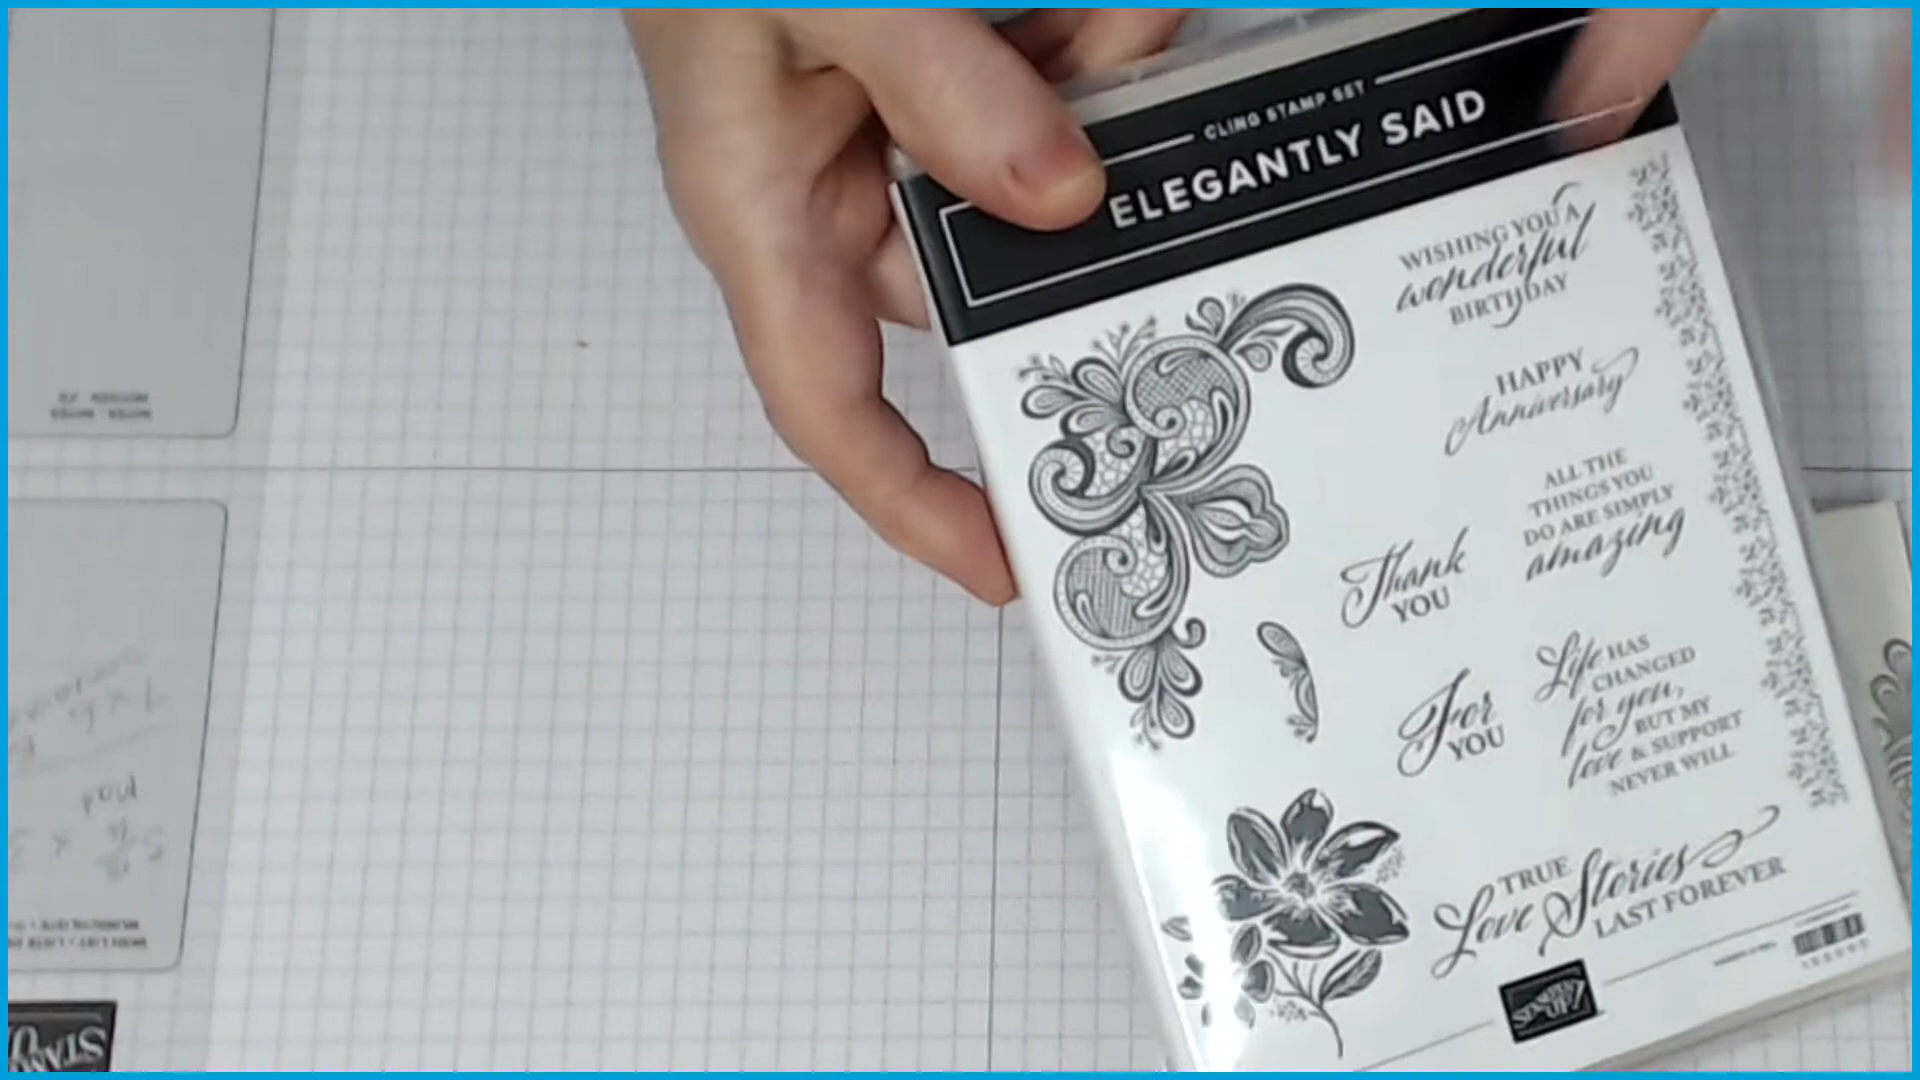 CLING STAMP SET
ELEGANTLY SAID
WISHING YOU A
wonderful
BIRTHDAY
HAPPY
Anniversary
ALL THE
THINGS YOU
DO ARE SIMPLY
amazing
Thank
YOU
For
YOU
Life HAS
CHANGED
for you,
BUT MY
love & SUPPORT
NEVER WILL
TRUE
Love Stories
LAST FOREVER
STAMPIN'
UP!